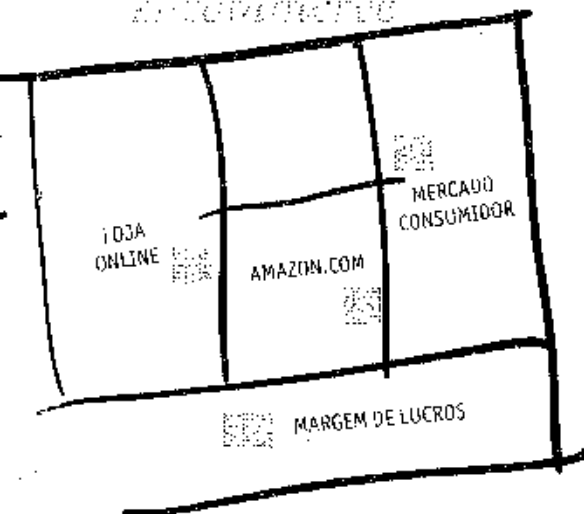 LOJA
ONLINE
AMAZON.COM
MERCADO
CONSUMIDOR
MARGEM DE LUCROS